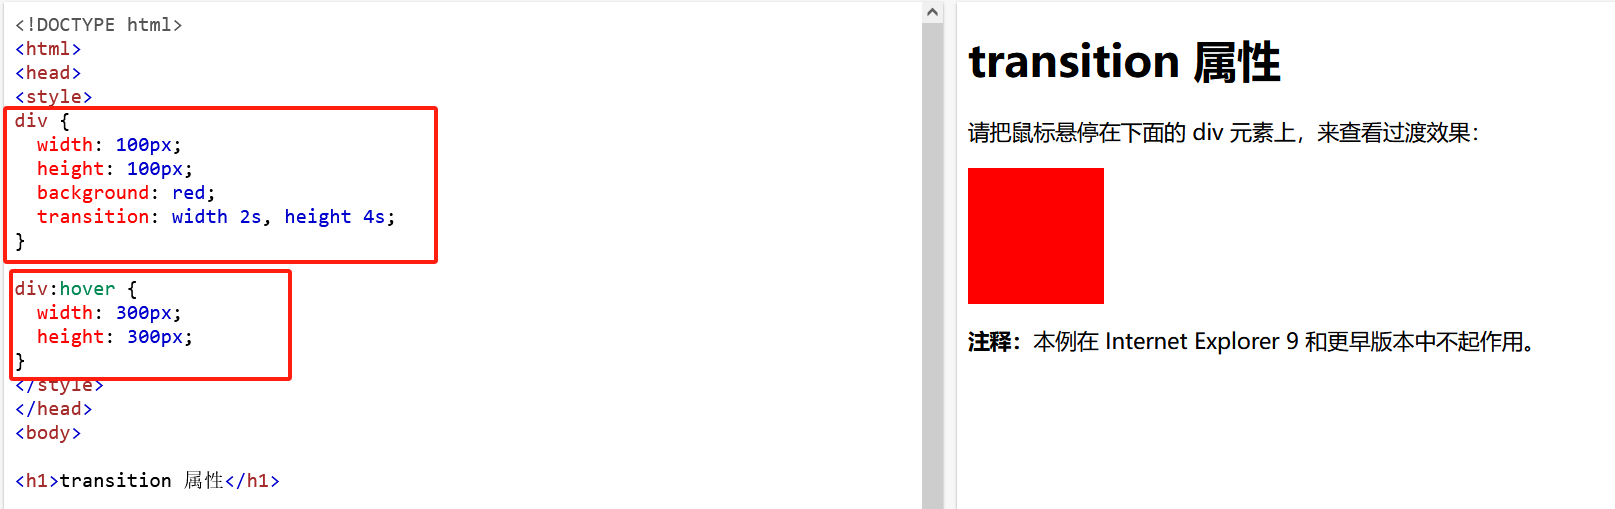 <!DOCTYPE html>
<html>
<head>
<style>
div {
  width: 100px;
  height: 100px;
  background: red;
  transition: width 2s, height 4s;
}
div:hover {
  width: 300px;
  height: 300px;
}
</style>
</head>
<body>
<h1>transition 属性</h1>
transition 属性
请把鼠标悬停在下面的 div 元素上，来查看过渡效果：
注释：本例在 Internet Explorer 9 和更早版本中不起作用。